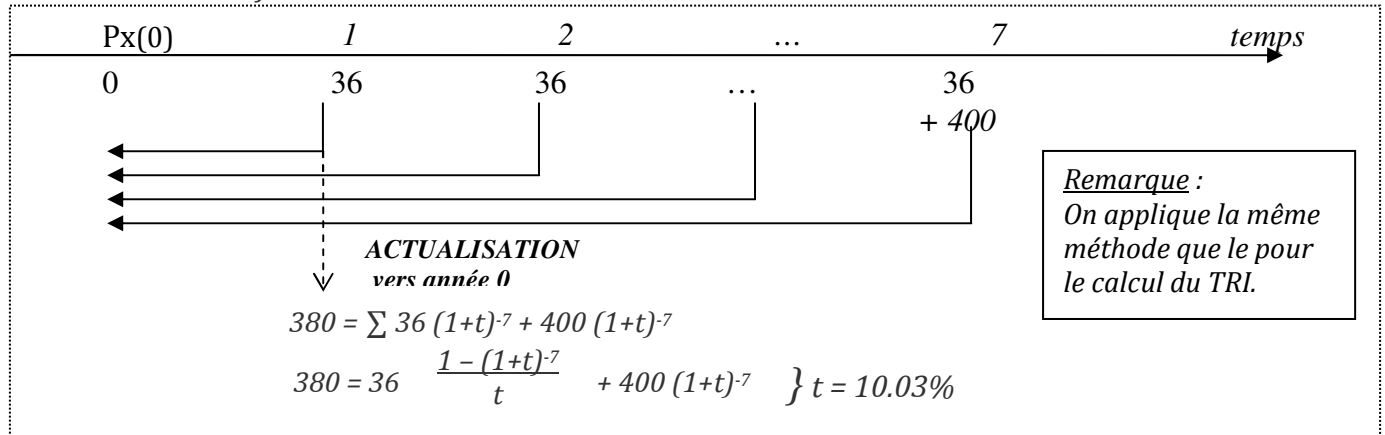 Px(0) 1 2 … 7 temps
0 36 36 … 36
+ 400
Remarque :
On applique la même
méthode que le pour
le calcul du TRI.
ACTUALISATION
vers année 0
380 = ∑ 36 (1+t)⁻⁷ + 400 (1+t)⁻⁷
380 = 36 1 – (1+t)⁻⁷ + 400 (1+t)⁻⁷ } t = 10.03%
t